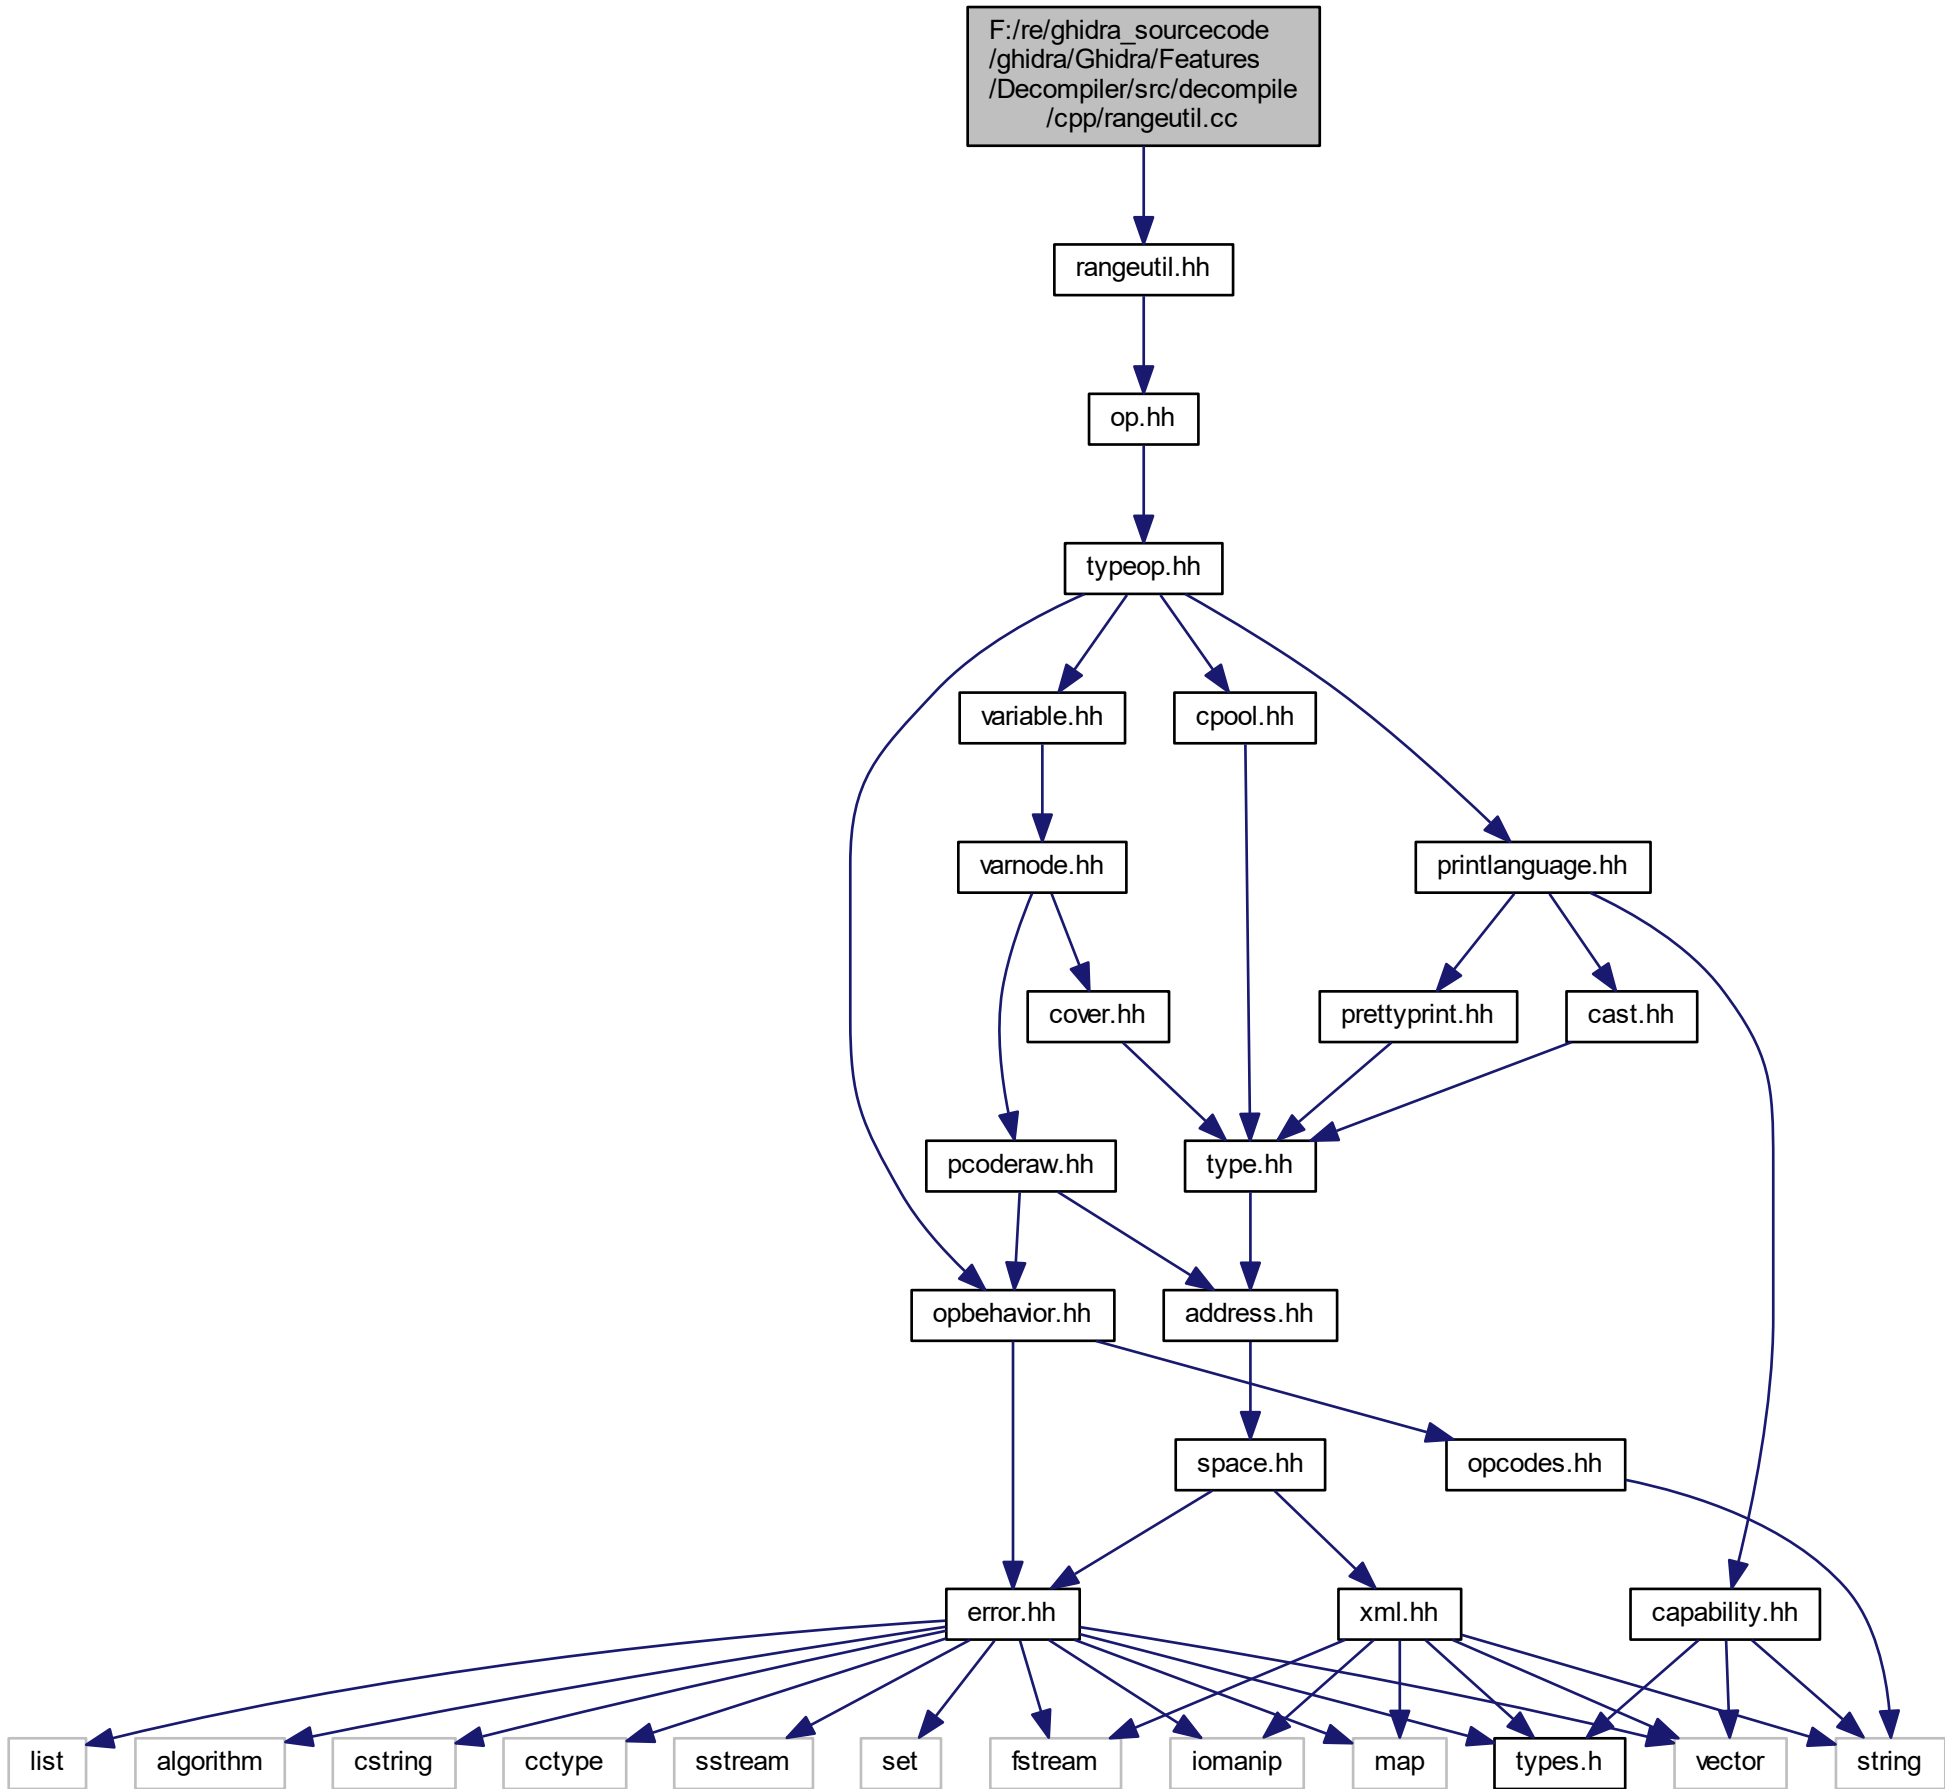 F:/re/ghidra_sourcecode
/ghidra/Ghidra/Features
/Decompiler/src/decompile
/cpp/rangeutil.cc
rangeutil.hh
op.hh
typeop.hh
variable.hh
cpool.hh
varnode.hh
printlanguage.hh
cover.hh
prettyprint.hh
cast.hh
pcoderaw.hh
type.hh
opbehavior.hh
address.hh
space.hh
opcodes.hh
error.hh
xml.hh
capability.hh
list
algorithm
cstring
cctype
sstream
set
fstream
iomanip
map
types.h
vector
string